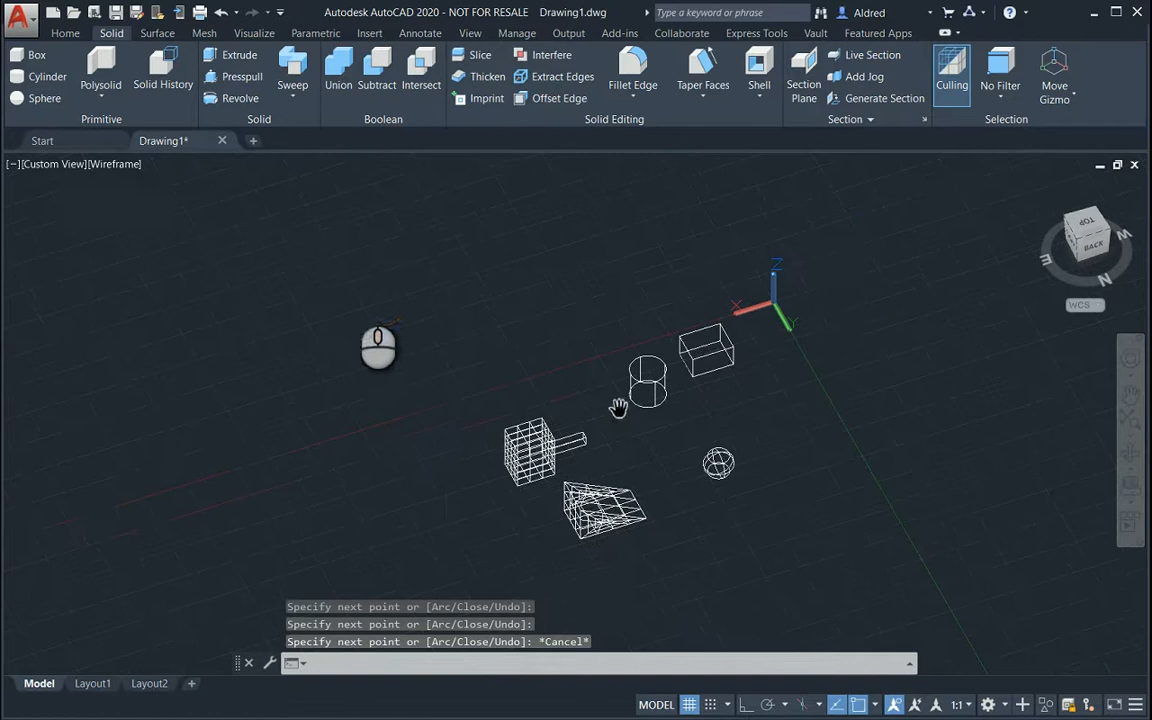 Autodesk AutoCAD 2020 - NOT FOR RESALE Drawing1.dwg Type a keyword or phrase Aldred
Home Solid Surface Mesh Visualize Parametric Insert Annotate View Manage Output Add-ins Collaborate Express Tools Vault Featured Apps
Box
Cylinder
Sphere
Polysolid
Solid History
Primitive
Extrude
Presspull
Revolve
Sweep
Solid
Union
Subtract
Intersect
Boolean
Slice
Thicken
Imprint
Interfere
Extract Edges
Offset Edge
Fillet Edge
Taper Faces
Shell
Solid Editing
Section
Plane
Live Section
Add Jog
Generate Section
Section
Culling
No Filter
Move
Gizmo
Selection
Start
Drawing1*
[−][Custom View][Wireframe]
TOP
BACK
W
E
N
WCS
Z
X
Y
Specify next point or [Arc/Close/Undo]:
Specify next point or [Arc/Close/Undo]:
Specify next point or [Arc/Close/Undo]: *Cancel*
Model Layout1 Layout2
MODEL
1:1